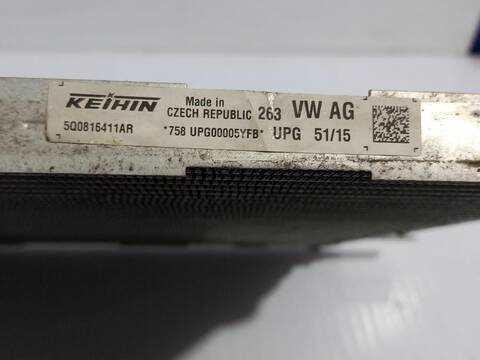 KEIHIN Made in CZECH REPUBLIC 263 VW AG
5Q0816411AR *758 UPG00005YFB* UPG 51/15